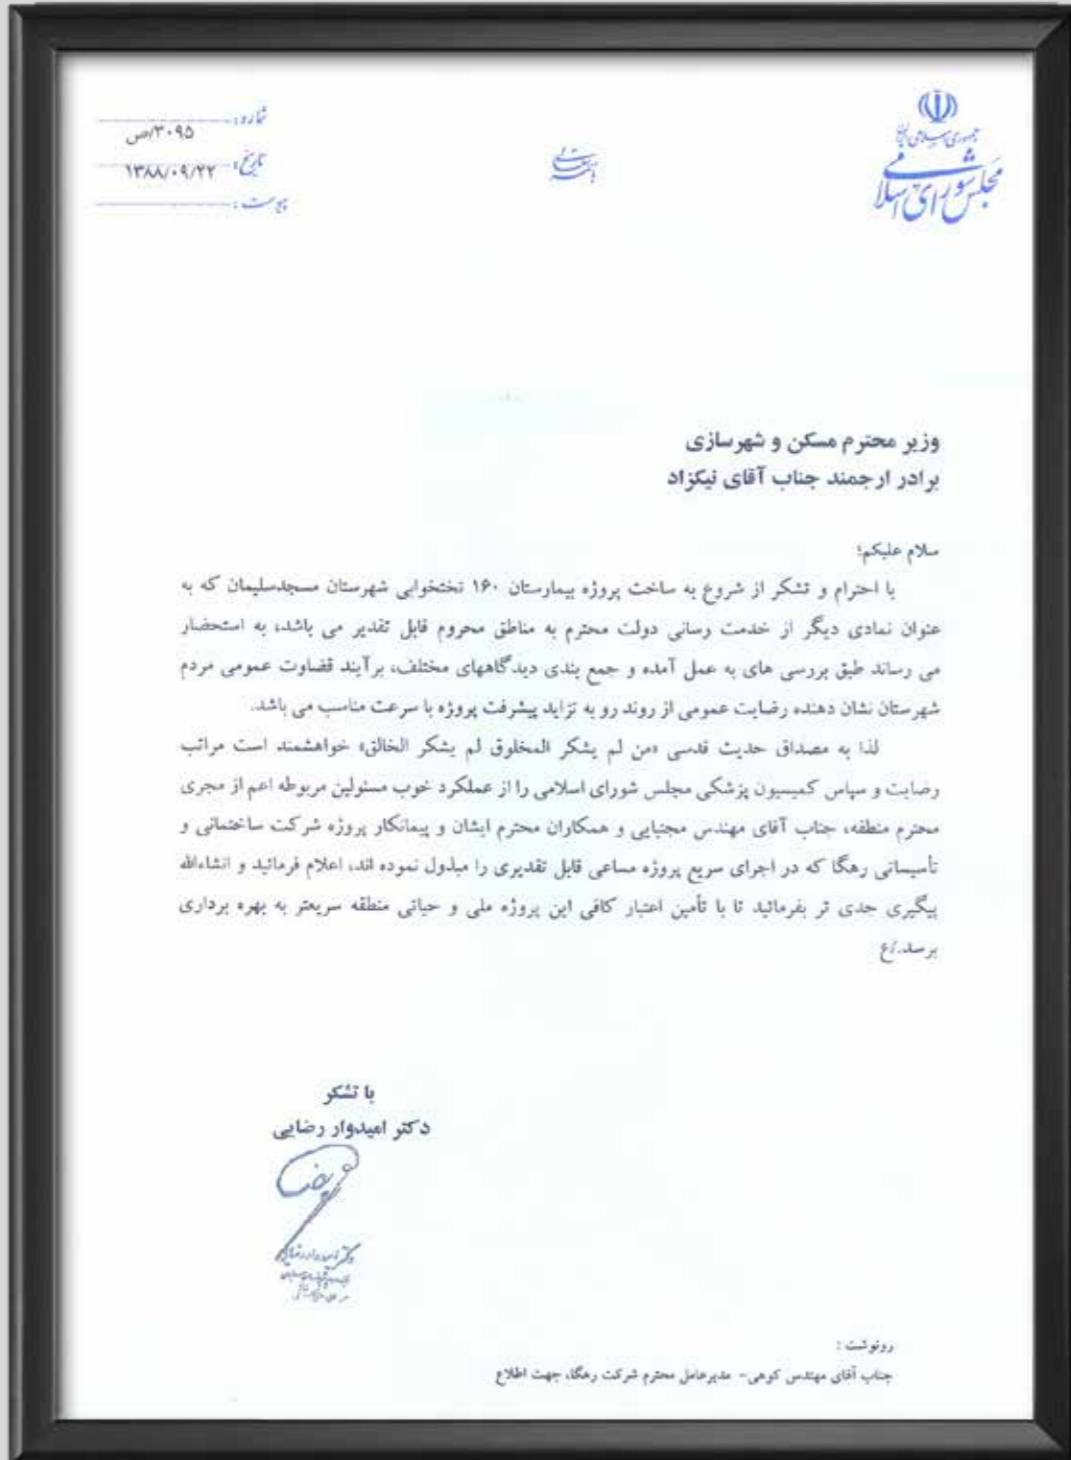 جمهوری اسلامی ایران
مجلس شورای اسلامی
باسمه تعالی
شماره:
۳۰۹۵/ص
تاریخ:
۱۳۸۸/۰۹/۲۲
پیوست:
وزیر محترم مسکن و شهرسازی
برادر ارجمند جناب آقای نیکزاد
سلام علیکم؛
با احترام و تشکر از شروع به ساخت پروژه بیمارستان ۱۶۰ تختخوابی شهرستان مسجدسلیمان که به
عنوان نمادی دیگر از خدمت رسانی دولت محترم به مناطق محروم قابل تقدیر می باشد، به استحضار
می رساند طبق بررسی های به عمل آمده و جمع بندی دیدگاههای مختلف، برآیند قضاوت عمومی مردم
شهرستان نشان دهنده رضایت عمومی از روند رو به تزاید پیشرفت پروژه با سرعت مناسب می باشد.
لذا به مصداق حدیث قدسی «من لم یشکر المخلوق لم یشکر الخالق» خواهشمند است مراتب
رضایت و سپاس کمیسیون پزشکی مجلس شورای اسلامی را از عملکرد خوب مسئولین مربوطه اعم از مجری
محترم منطقه، جناب آقای مهندس مجتبایی و همکاران محترم ایشان و پیمانکار پروژه شرکت ساختمانی و
تأسیساتی رهگا که در اجرای سریع پروژه مساعی قابل تقدیری را مبذول نموده اند، اعلام فرمائید و انشاءالله
پیگیری جدی تر بفرمائید تا با تأمین اعتبار کافی این پروژه ملی و حیاتی منطقه سریعتر به بهره برداری
برسد./ع
با تشکر
دکتر امیدوار رضایی
دکتر امیدوار رضایی
رونوشت :
جناب آقای مهندس کوهی- مدیرعامل محترم شرکت رهگا، جهت اطلاع